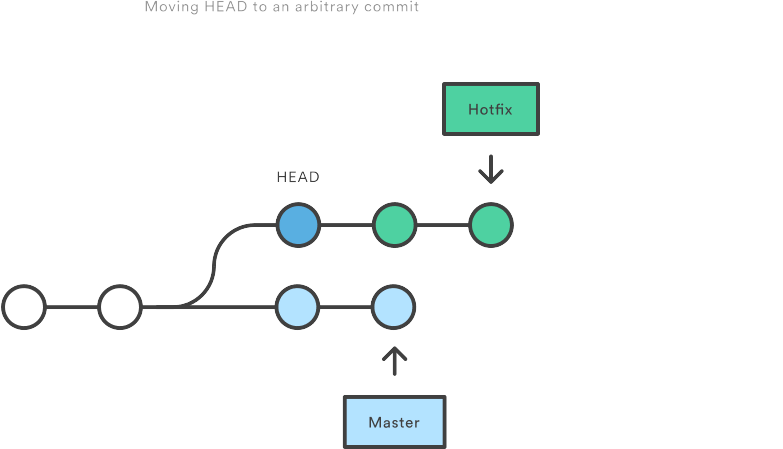 Moving HEAD to an arbitrary commit
Hotfix
HEAD
Master